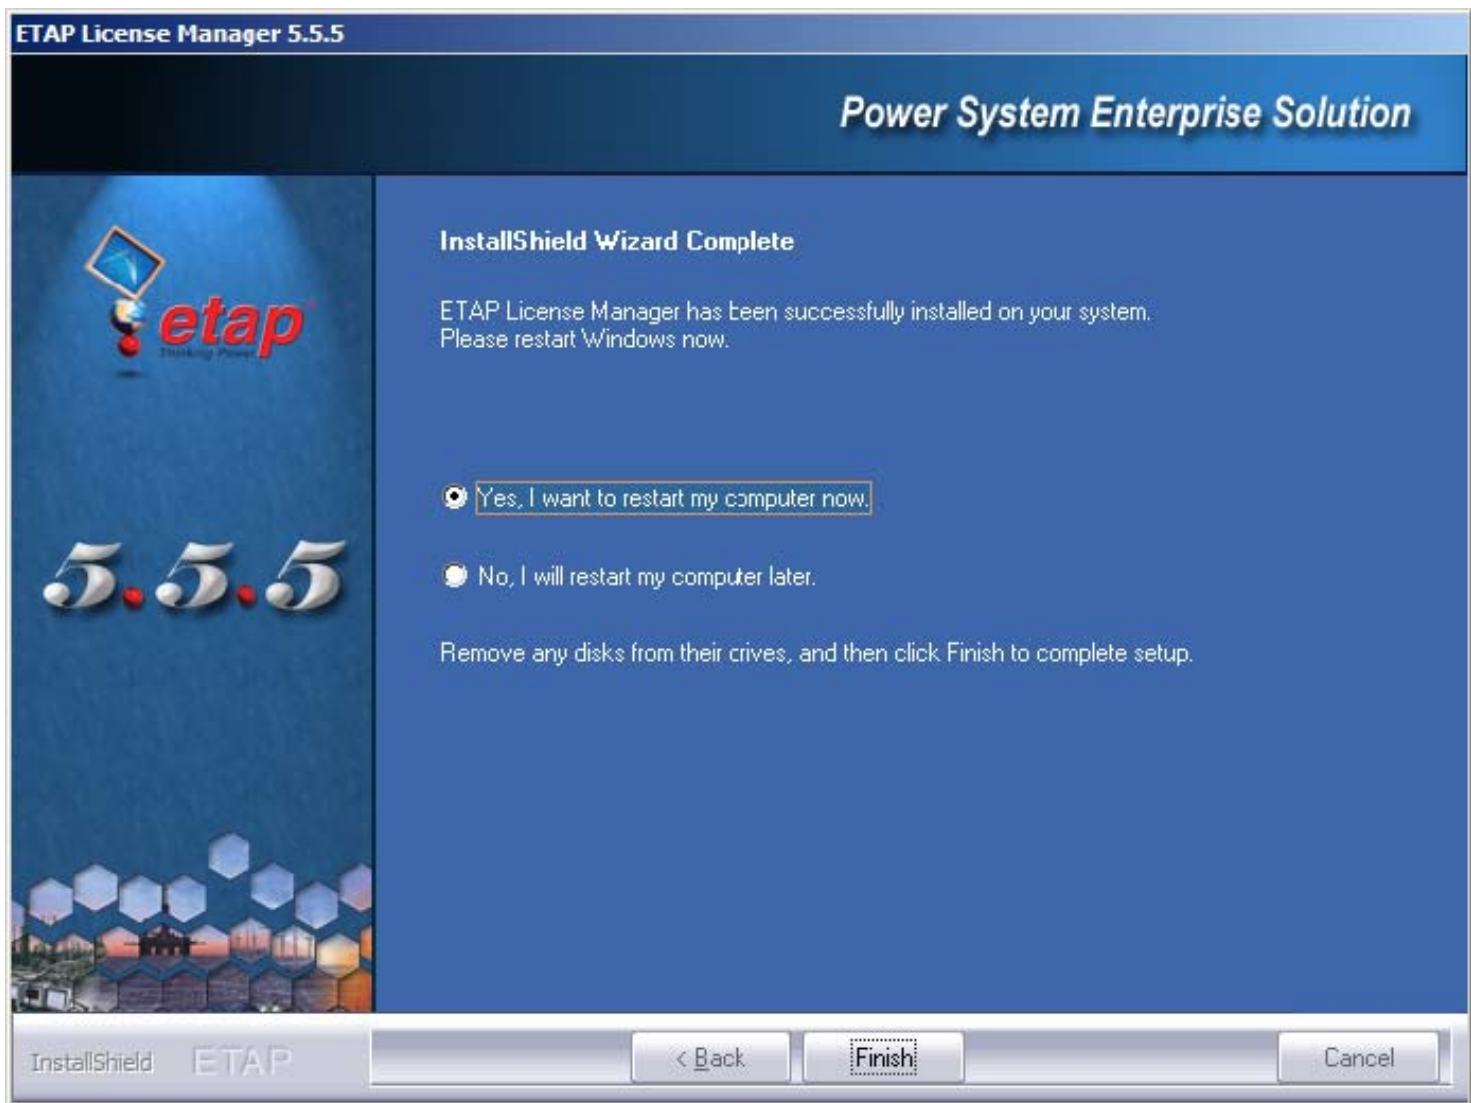 ETAP License Manager 5.5.5
Power System Enterprise Solution
etap
Thinking Power
InstallShield Wizard Complete
ETAP License Manager has been successfully installed on your system.
Please restart Windows now.
Yes, I want to restart my computer now.
5.5.5
No, I will restart my computer later.
Remove any disks from their crives, and then click Finish to complete setup.
InstallShield ETAP < Back Finish Cancel